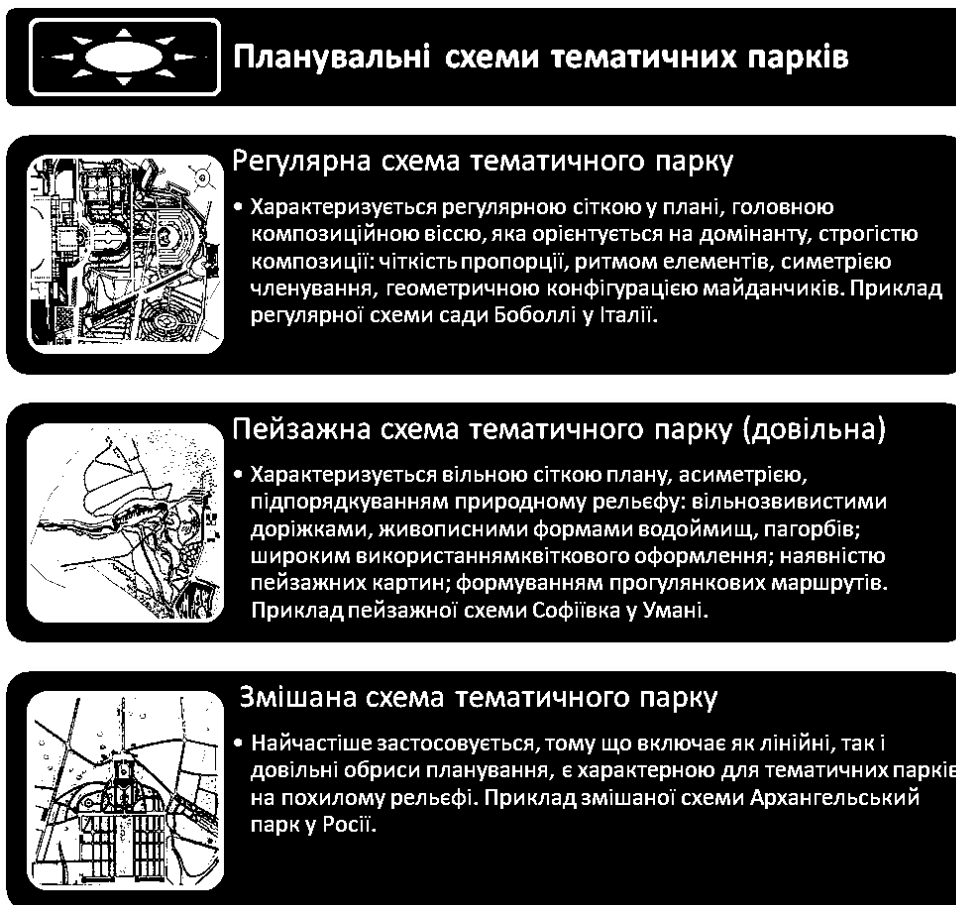 Планувальні схеми тематичних парків
Регулярна схема тематичного парку
• Характеризується регулярною сіткою у плані, головною
композиційною віссю, яка орієнтується на домінанту, строгістю
композиції: чіткість пропорції, ритмом елементів, симетрією
членування, геометричною конфігурацією майданчиків. Приклад
регулярної схеми сади Боболлі у Італії.
Пейзажна схема тематичного парку (довільна)
• Характеризується вільною сіткою плану, асиметрією,
підпорядкуванням природному рельєфу: вільнозвивистими
доріжками, живописними формами водоймищ, пагорбів;
широким використаннямквіткового оформлення; наявністю
пейзажних картин; формуванням прогулянкових маршрутів.
Приклад пейзажної схеми Софіївка у Умані.
Змішана схема тематичного парку
• Найчастіше застосовується, тому що включає як лінійні, так і
довільні обриси планування, є характерною для тематичних парків
на похилому рельєфі. Приклад змішаної схеми Архангельський
парк у Росії.